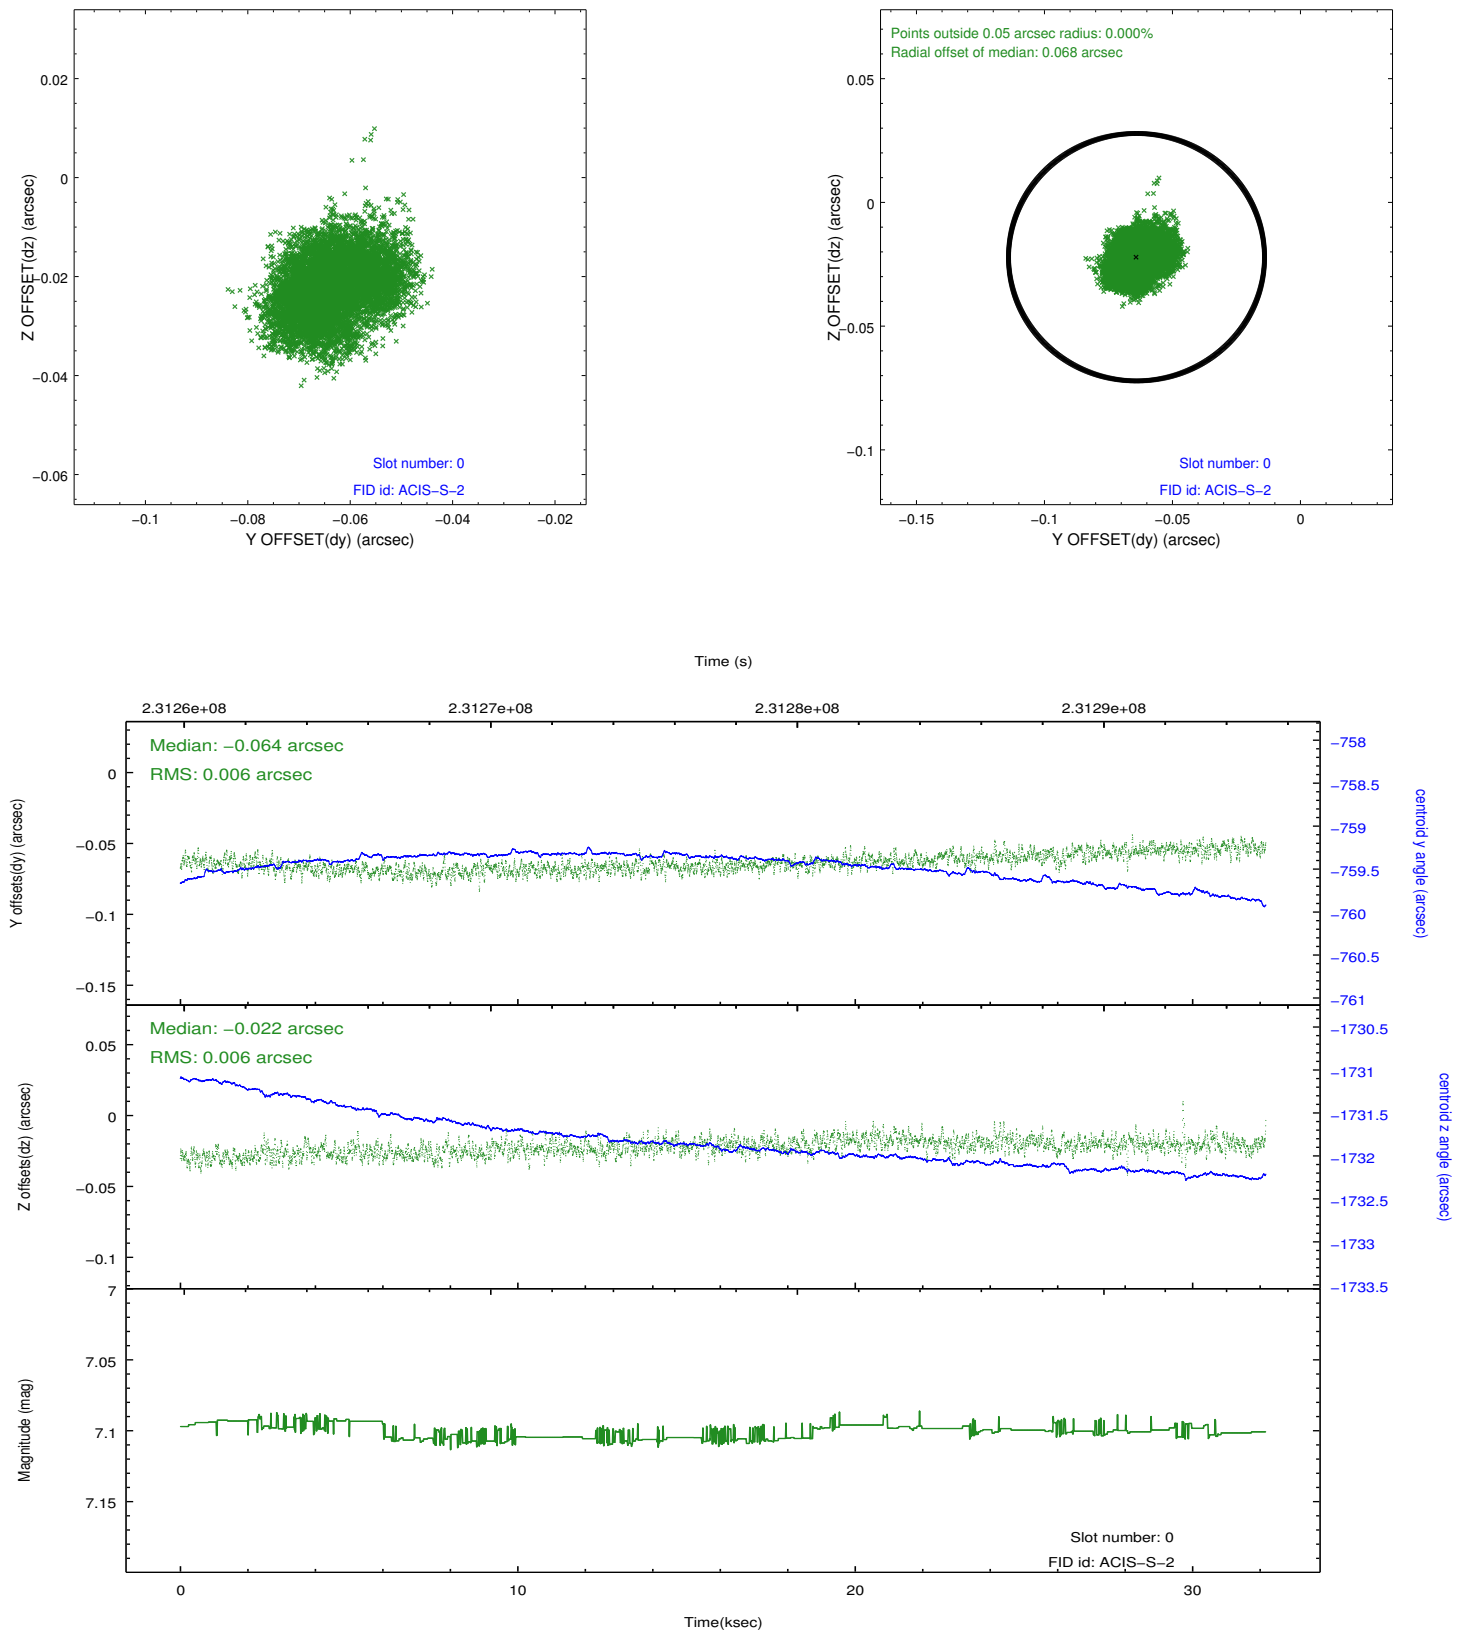 0.02
0
−0.02
−0.04
−0.06
Z OFFSET(dz) (arcsec)
Slot number: 0
FID id: ACIS−S−2
−0.1
−0.08
−0.06
−0.04
−0.02
Y OFFSET(dy) (arcsec)
Points outside 0.05 arcsec radius: 0.000%
Radial offset of median: 0.068 arcsec
0.05
0
−0.05
−0.1
Z OFFSET(dz) (arcsec)
Slot number: 0
FID id: ACIS−S−2
−0.15
−0.1
−0.05
0
Y OFFSET(dy) (arcsec)
Time (s)
2.3126e+08
2.3127e+08
2.3128e+08
2.3129e+08
Median: −0.064 arcsec
RMS: 0.006 arcsec
0
−0.05
−0.1
−0.15
Y offsets(dy) (arcsec)
−758
−758.5
−759
−759.5
−760
−760.5
−761
centroid y angle (arcsec)
Median: −0.022 arcsec
RMS: 0.006 arcsec
0.05
0
−0.05
−0.1
Z offsets(dz) (arcsec)
−1730.5
−1731
−1731.5
−1732
−1732.5
−1733
−1733.5
centroid z angle (arcsec)
7
7.05
7.1
7.15
Magnitude (mag)
Slot number: 0
FID id: ACIS−S−2
0
10
20
30
Time(ksec)